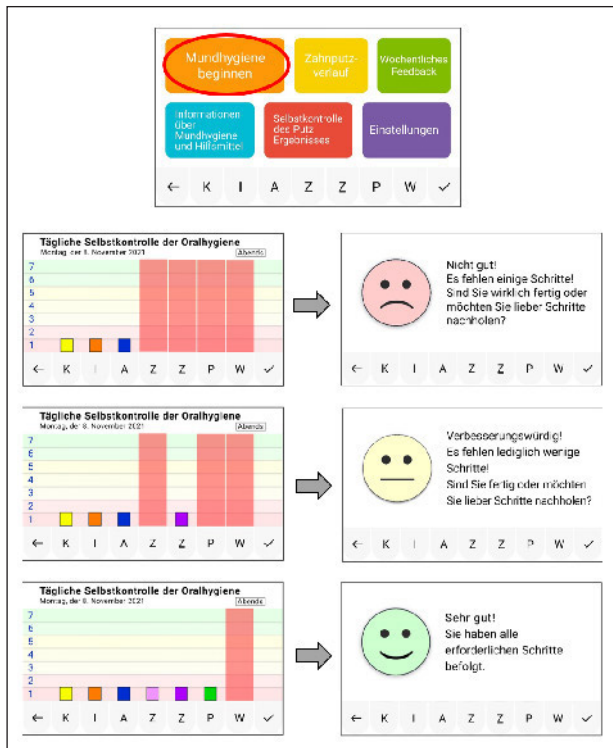 Mundhygiene
beginnen
Zahnputz-
verlauf
Wöchentliches
Feedback
Informationen
über
Mundhygiene
und Hilfsmittel
Selbstkontrolle
des Putz
Ergebnisses
Einstellungen
← K I A Z Z P W ✓
Tägliche Selbstkontrolle der Oralhygiene
Montag, der 8. November 2021 Abends
7
6
5
4
3
2
1
← K I A Z Z P W ✓
Nicht gut!
Es fehlen einige Schritte!
Sind Sie wirklich fertig oder
möchten Sie lieber Schritte
nachholen?
← K I A Z Z P W ✓
Tägliche Selbstkontrolle der Oralhygiene
Montag, der 8. November 2021 Abends
7
6
5
4
3
2
1
← K I A Z Z P W ✓
Verbesserungswürdig!
Es fehlen lediglich wenige
Schritte!
Sind Sie fertig oder möchten
Sie lieber Schritte nachholen?
← K I A Z Z P W ✓
Tägliche Selbstkontrolle der Oralhygiene
Montag, der 8. November 2021 Abends
7
6
5
4
3
2
1
← K I A Z Z P W ✓
Sehr gut!
Sie haben alle
erforderlichen Schritte
befolgt.
← K I A Z Z P W ✓